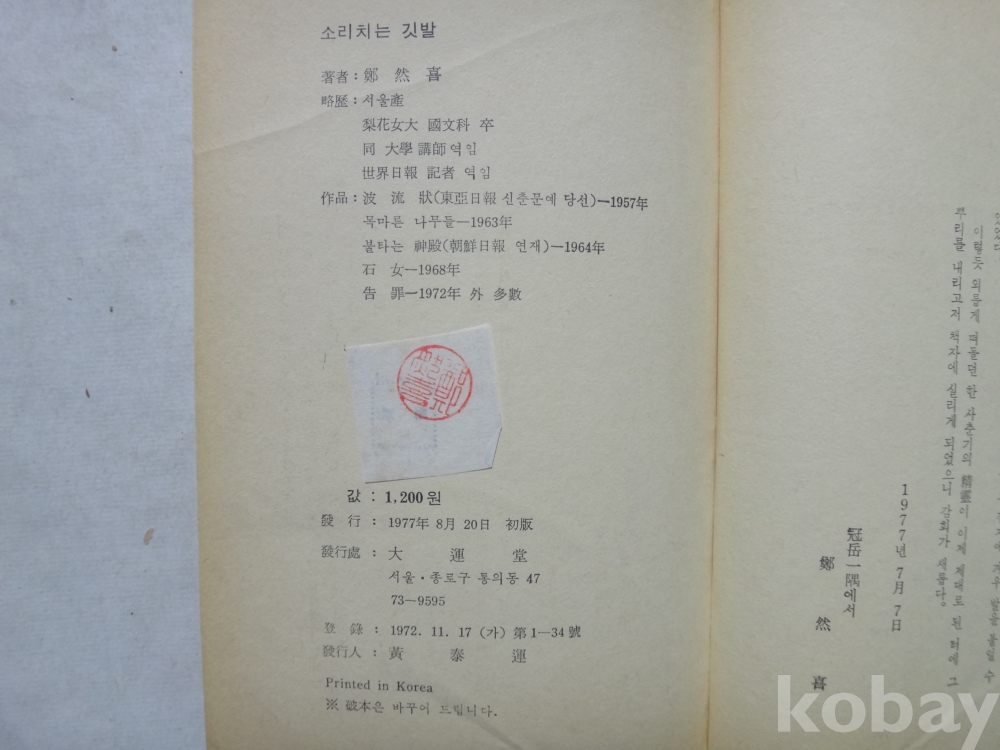 소리치는 깃발
著者 : 鄭 然 喜
略歷 : 서울產
梨花女大 國文科 卒
同 大學 講師 역임
世界日報 記者 역임
作品 : 波 流 狀(東亞日報 신춘문예 당선)—1957年
목마른 나무들—1963年
불타는 神殿(朝鮮日報 연재)—1964年
石 女—1968年
告 罪—1972年 外 多數
값 : 1,200원
發 行 : 1977年 8月 20日 初版
發行處 : 大 運 堂
서울·종로구 통의동 47
73—9595
登 錄 : 1972. 11. 17 (가) 第1—34號
發行人 : 黃 泰 運
Printed in Korea
※ 破本은 바꾸어 드립니다.
이렇듯 외롭게 떠돌던 한 사춘기의 精靈이 이제 제대로 된 터에 그
뿌리를 내리고저 책자에 실리게 되었으니 감회가 새롭다.
1977년 7月 7日
冠岳一隅에서
鄭 然 喜
kobay